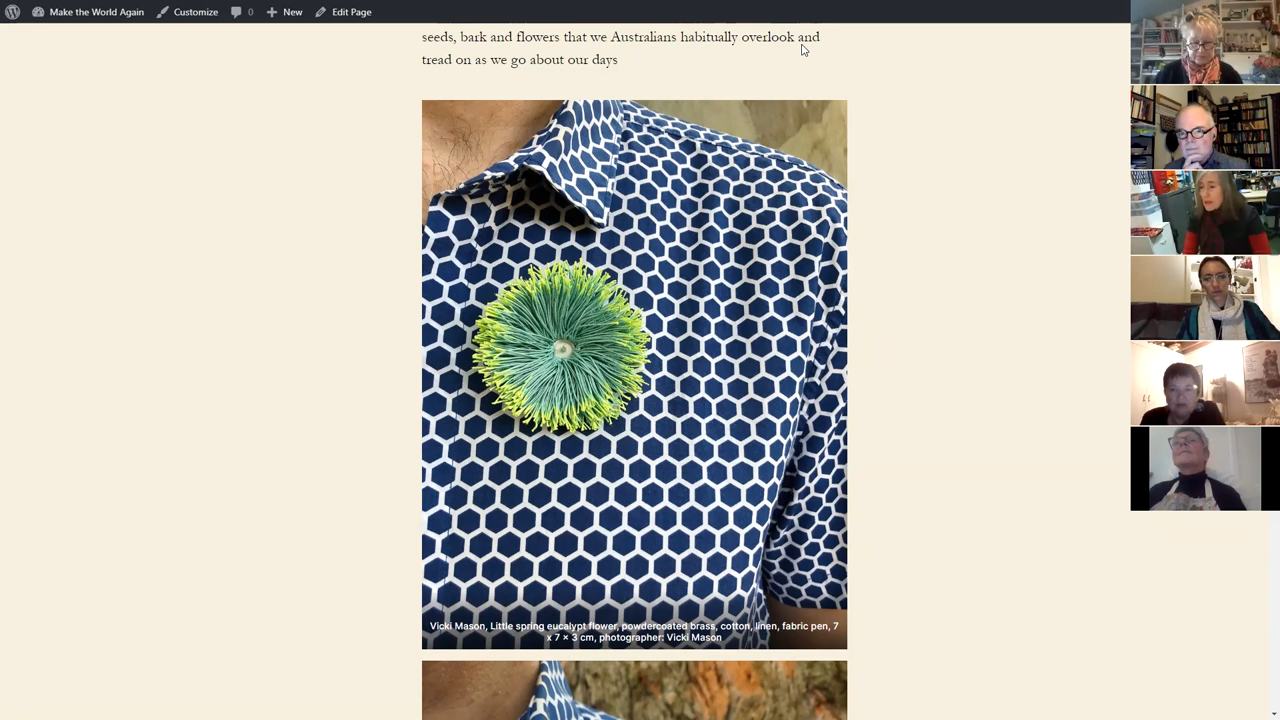 Make the World Again
Customize
0
New
Edit Page
seeds, bark and flowers that we Australians habitually overlook and
tread on as we go about our days
Vicki Mason, Little spring eucalypt flower, powdercoated brass, cotton, linen, fabric pen, 7
x 7 × 3 cm, photographer: Vicki Mason